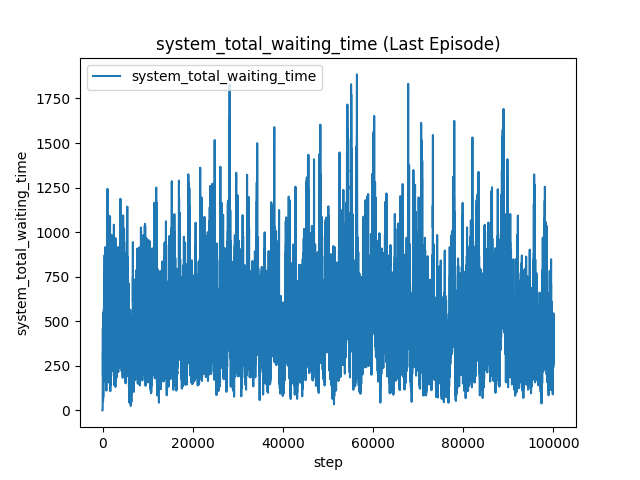 system_total_waiting_time (Last Episode)
system_total_waiting_time
1750
1500
1250
1000
750
500
250
0
system_total_waiting_time
0 20000 40000 60000 80000 100000
step